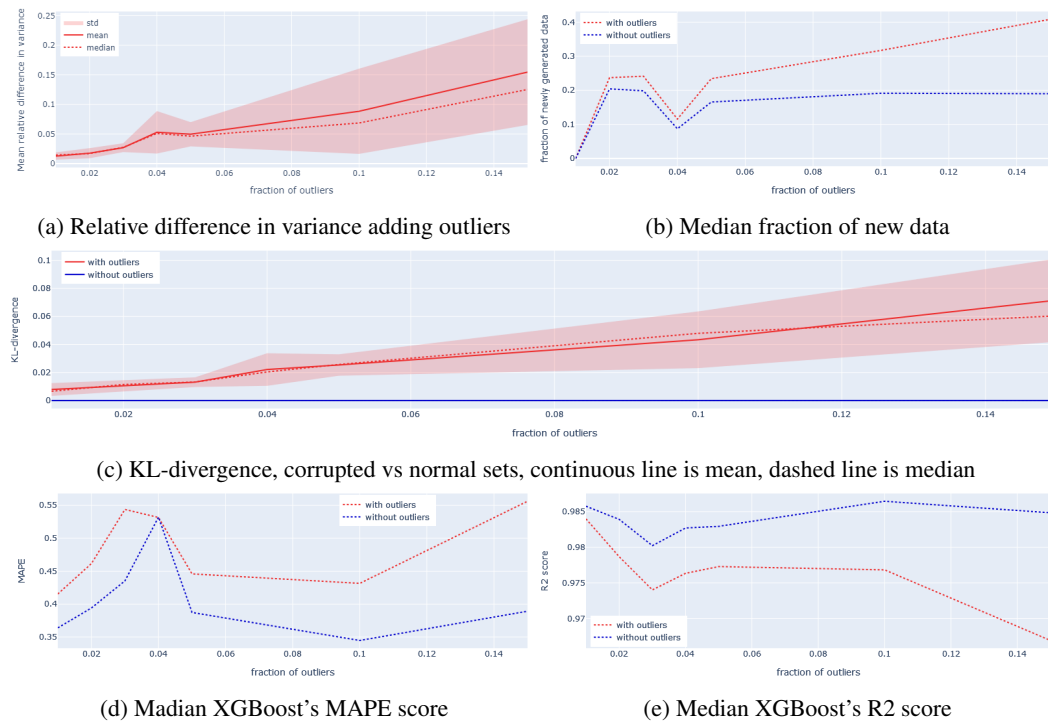 0.25
0.2
0.15
0.1
0.05
0
Mean relative difference in variance
std
mean
median
0.02
0.04
0.06
0.08
0.1
0.12
0.14
fraction of outliers
(a) Relative difference in variance adding outliers
0.4
0.3
0.2
0.1
0
fraction of newly generated data
with outliers
without outliers
0.02
0.04
0.06
0.08
0.1
0.12
0.14
fraction of outliers
(b) Median fraction of new data
0.1
0.08
0.06
0.04
0.02
0
KL-divergence
with outliers
without outliers
0.02
0.04
0.06
0.08
0.1
0.12
0.14
fraction of outliers
(c) KL-divergence, corrupted vs normal sets, continuous line is mean, dashed line is median
0.55
0.5
0.45
0.4
0.35
MAPE
with outliers
without outliers
0.02
0.04
0.06
0.08
0.1
0.12
0.14
fraction of outliers
(d) Madian XGBoost's MAPE score
0.985
0.98
0.975
0.97
R2 score
with outliers
without outliers
0.02
0.04
0.06
0.08
0.1
0.12
0.14
fraction of outliers
(e) Median XGBoost's R2 score